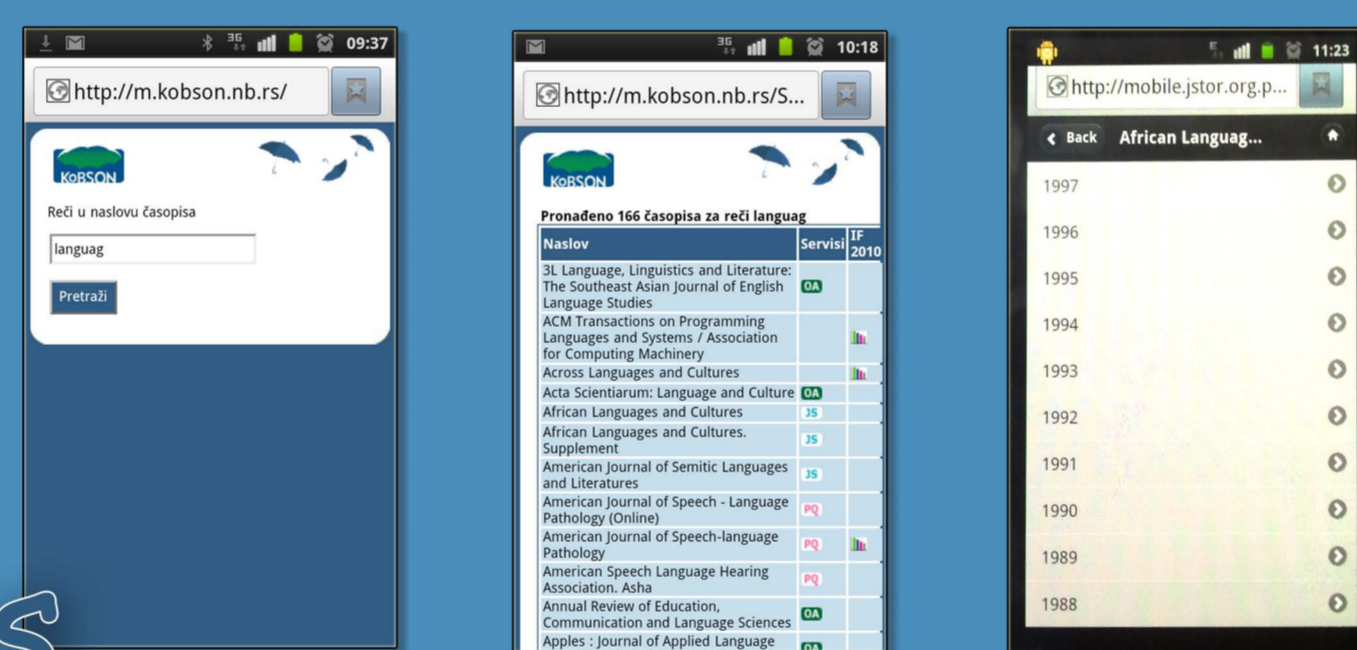 3G
09:37
http://m.kobson.nb.rs/
KoBSON
Reči u naslovu časopisa
languag
Pretraži
3G
10:18
http://m.kobson.nb.rs/S...
KoBSON
Pronađeno 166 časopisa za reči languag
Naslov Servisi IF 2010
3L Language, Linguistics and Literature:
The Southeast Asian Journal of English OA
Language Studies
ACM Transactions on Programming
Languages and Systems / Association
for Computing Machinery
Across Languages and Cultures
Acta Scientiarum: Language and Culture OA
African Languages and Cultures JS
African Languages and Cultures. JS
Supplement
American Journal of Semitic Languages JS
and Literatures
American Journal of Speech - Language PQ
Pathology (Online)
American Journal of Speech-language PQ
Pathology
American Speech Language Hearing PQ
Association. Asha
Annual Review of Education, OA
Communication and Language Sciences
Apples : Journal of Applied Language OA
E
11:23
http://mobile.jstor.org.p...
Back African Languag...
1997
1996
1995
1994
1993
1992
1991
1990
1989
1988
S